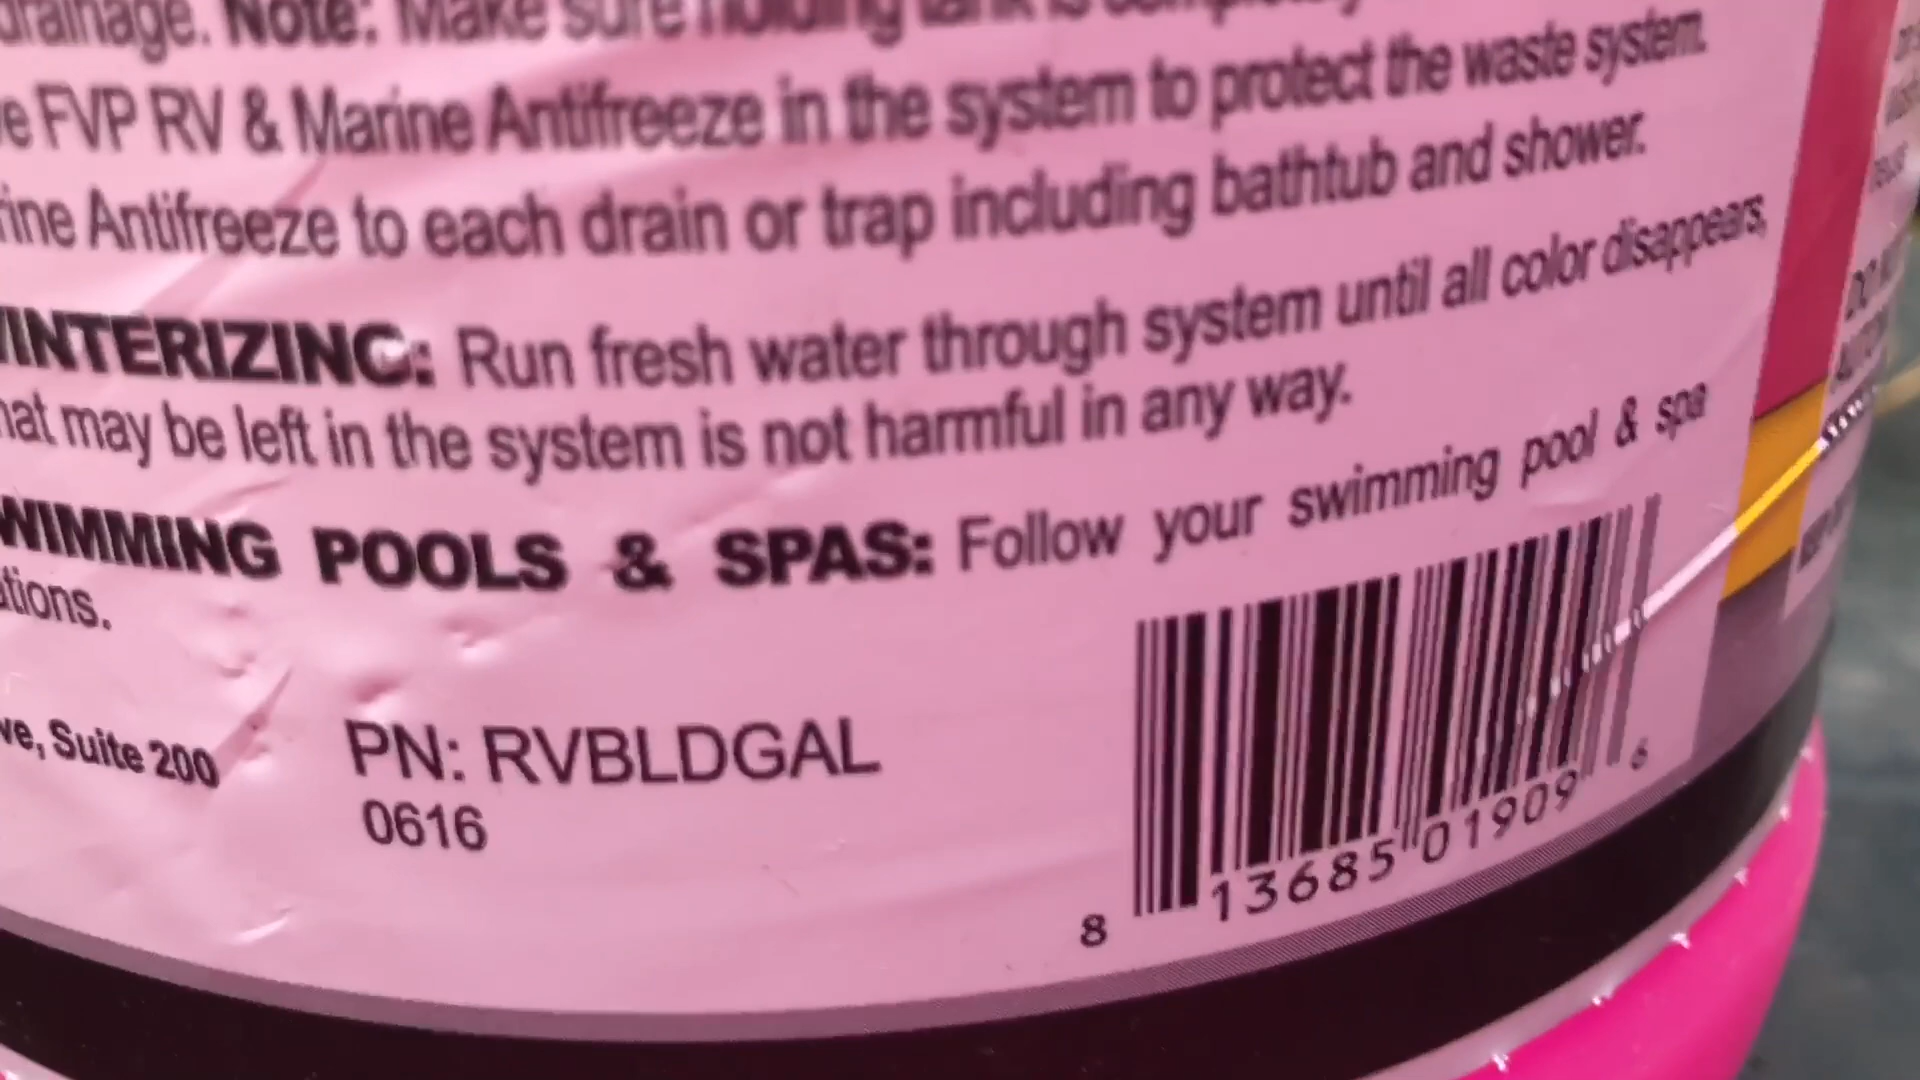 drainage. Note: Make sure holding tank is completely
e FVP RV & Marine Antifreeze in the system to protect the waste system.
rine Antifreeze to each drain or trap including bathtub and shower.
INTERIZING: Run fresh water through system until all color disappears,
hat may be left in the system is not harmful in any way.
WIMMING POOLS & SPAS: Follow your swimming pool & spa
tions.
ve, Suite 200
PN: RVBLDGAL
0616
8 13685 01909 6